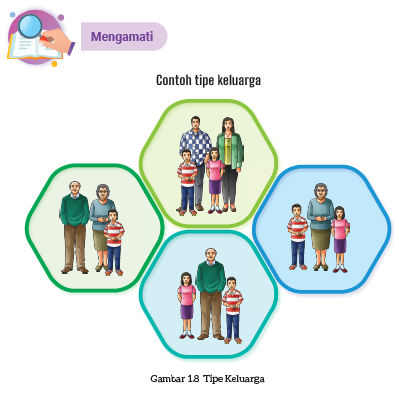 Mengamati
Contoh tipe keluarga
Gambar 1.8 Tipe Keluarga